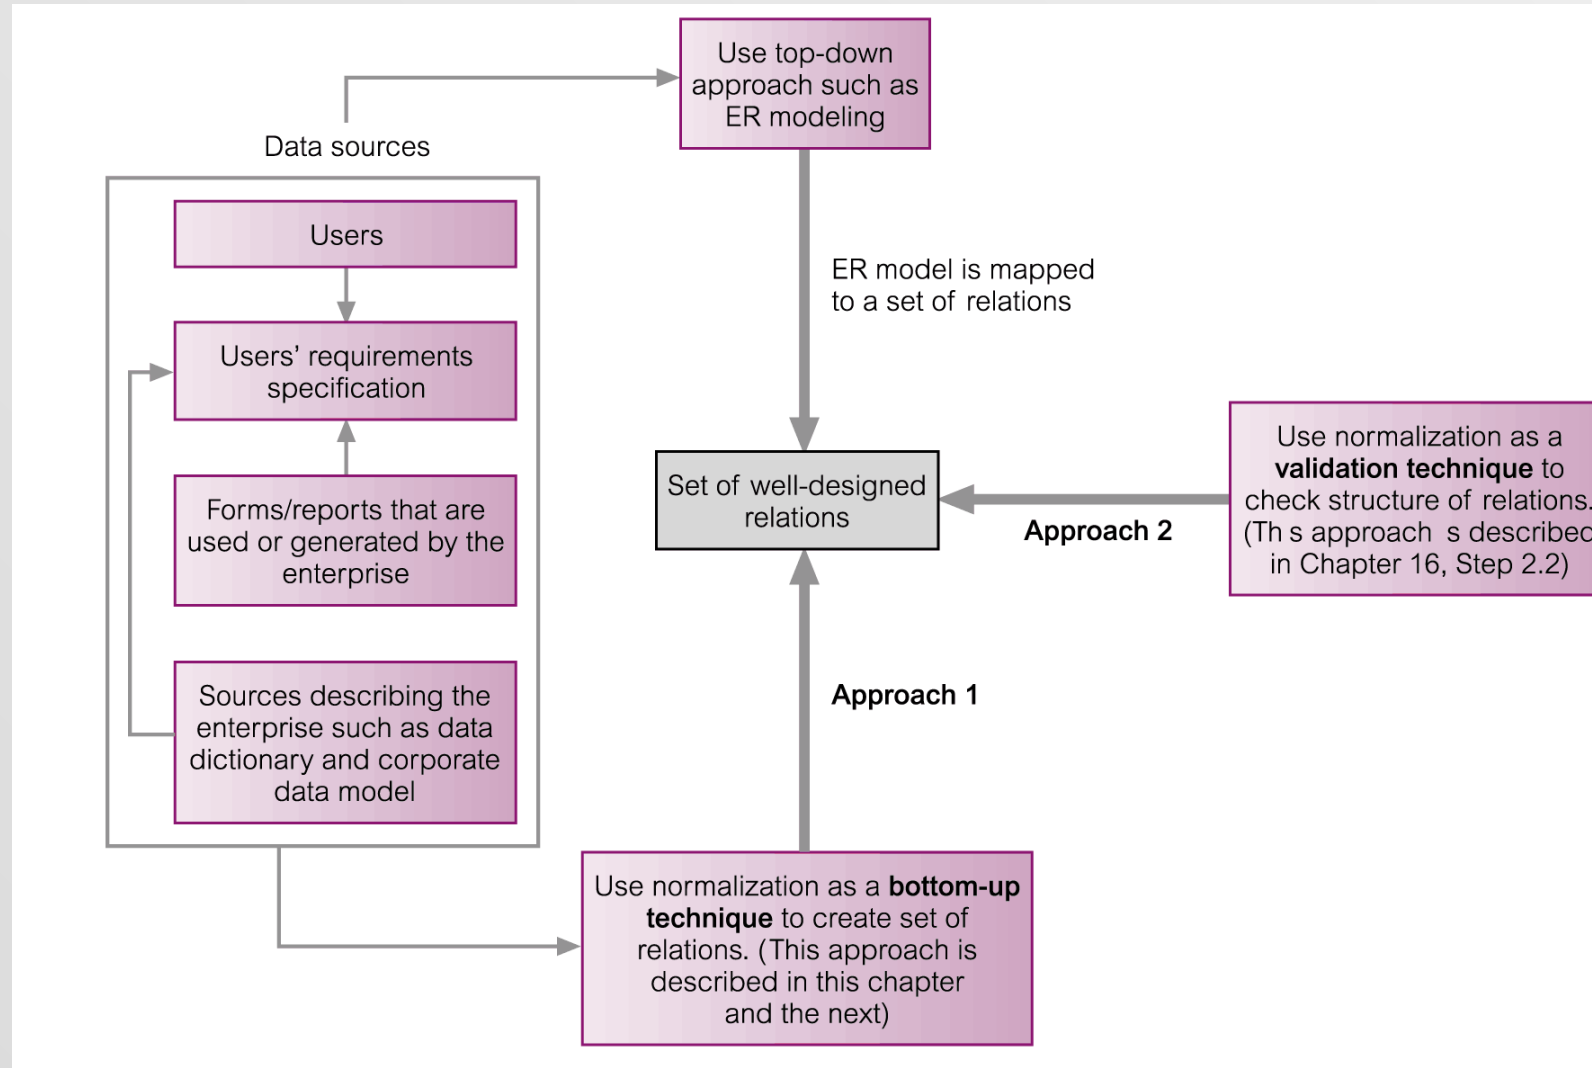 Use top-down
approach such as
ER modeling
Data sources
Users
Users’ requirements
specification
Forms/reports that are
used or generated by the
enterprise
Sources describing the
enterprise such as data
dictionary and corporate
data model
ER model is mapped
to a set of relations
Set of well-designed
relations
Approach 2
Use normalization as a
validation technique to
check structure of relations.
(Th s approach  s described
in Chapter 16, Step 2.2)
Approach 1
Use normalization as a bottom-up
technique to create set of
relations. (This approach is
described in this chapter
and the next)